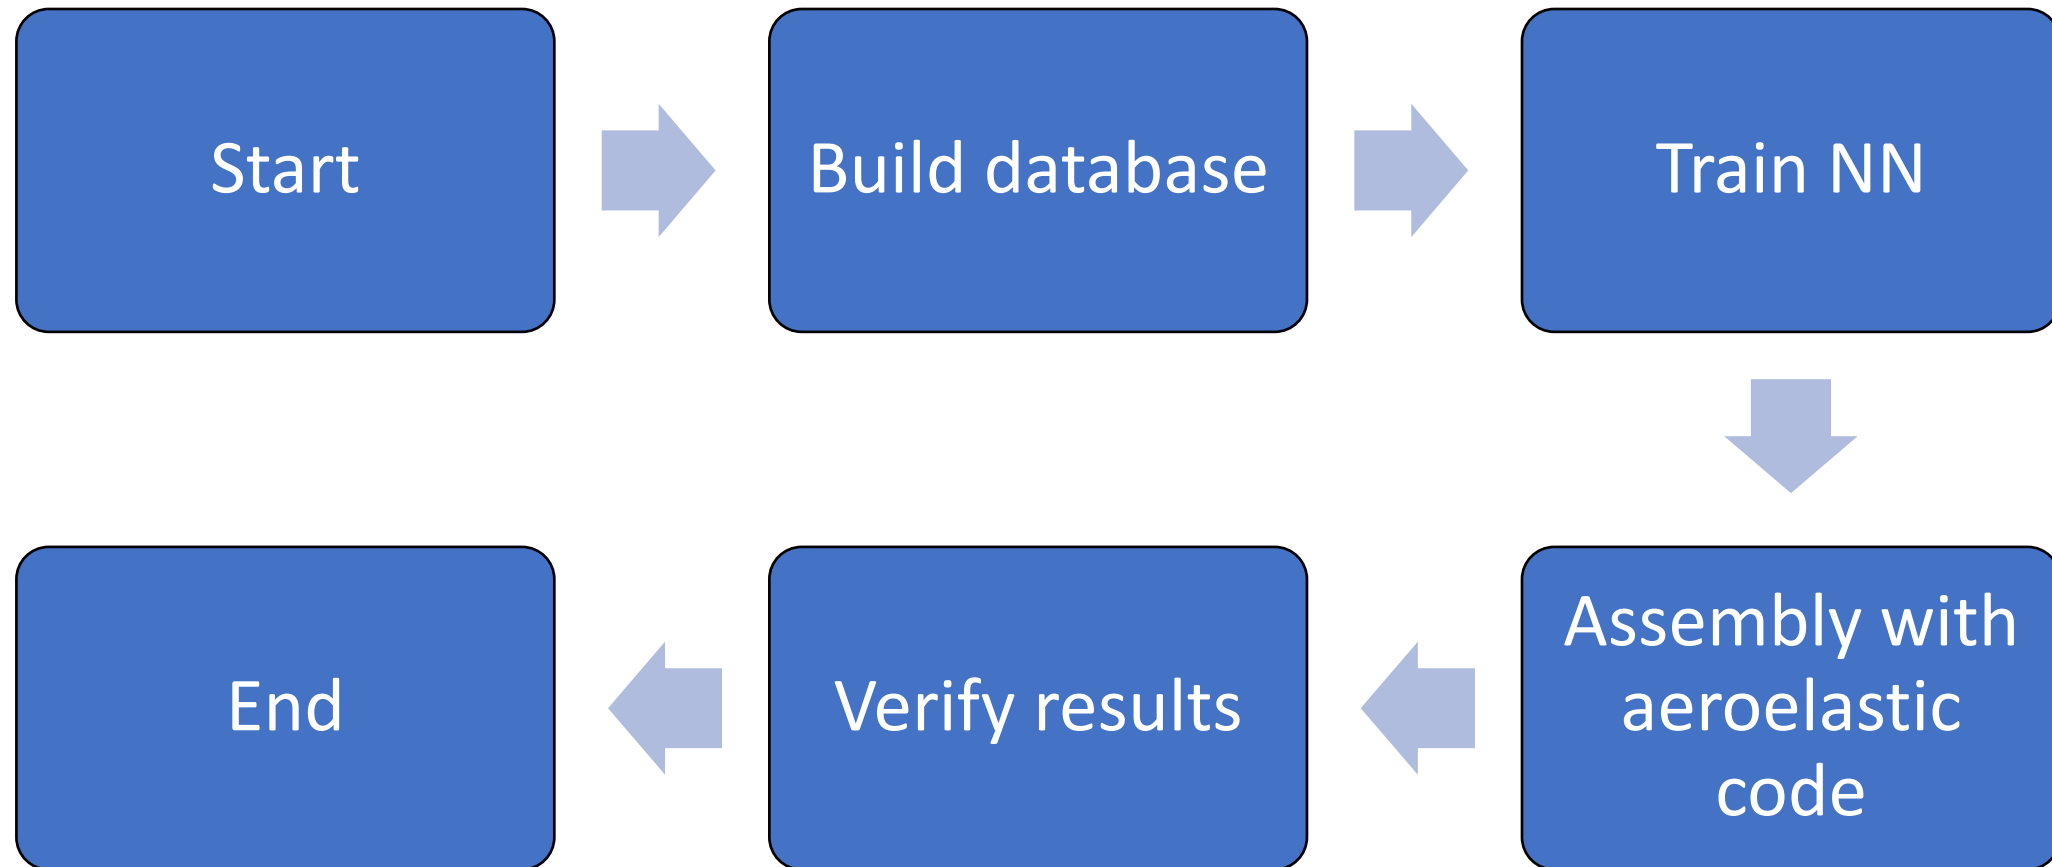 Start
Build database
Train NN
Assembly with
aeroelastic
code
Verify results
End